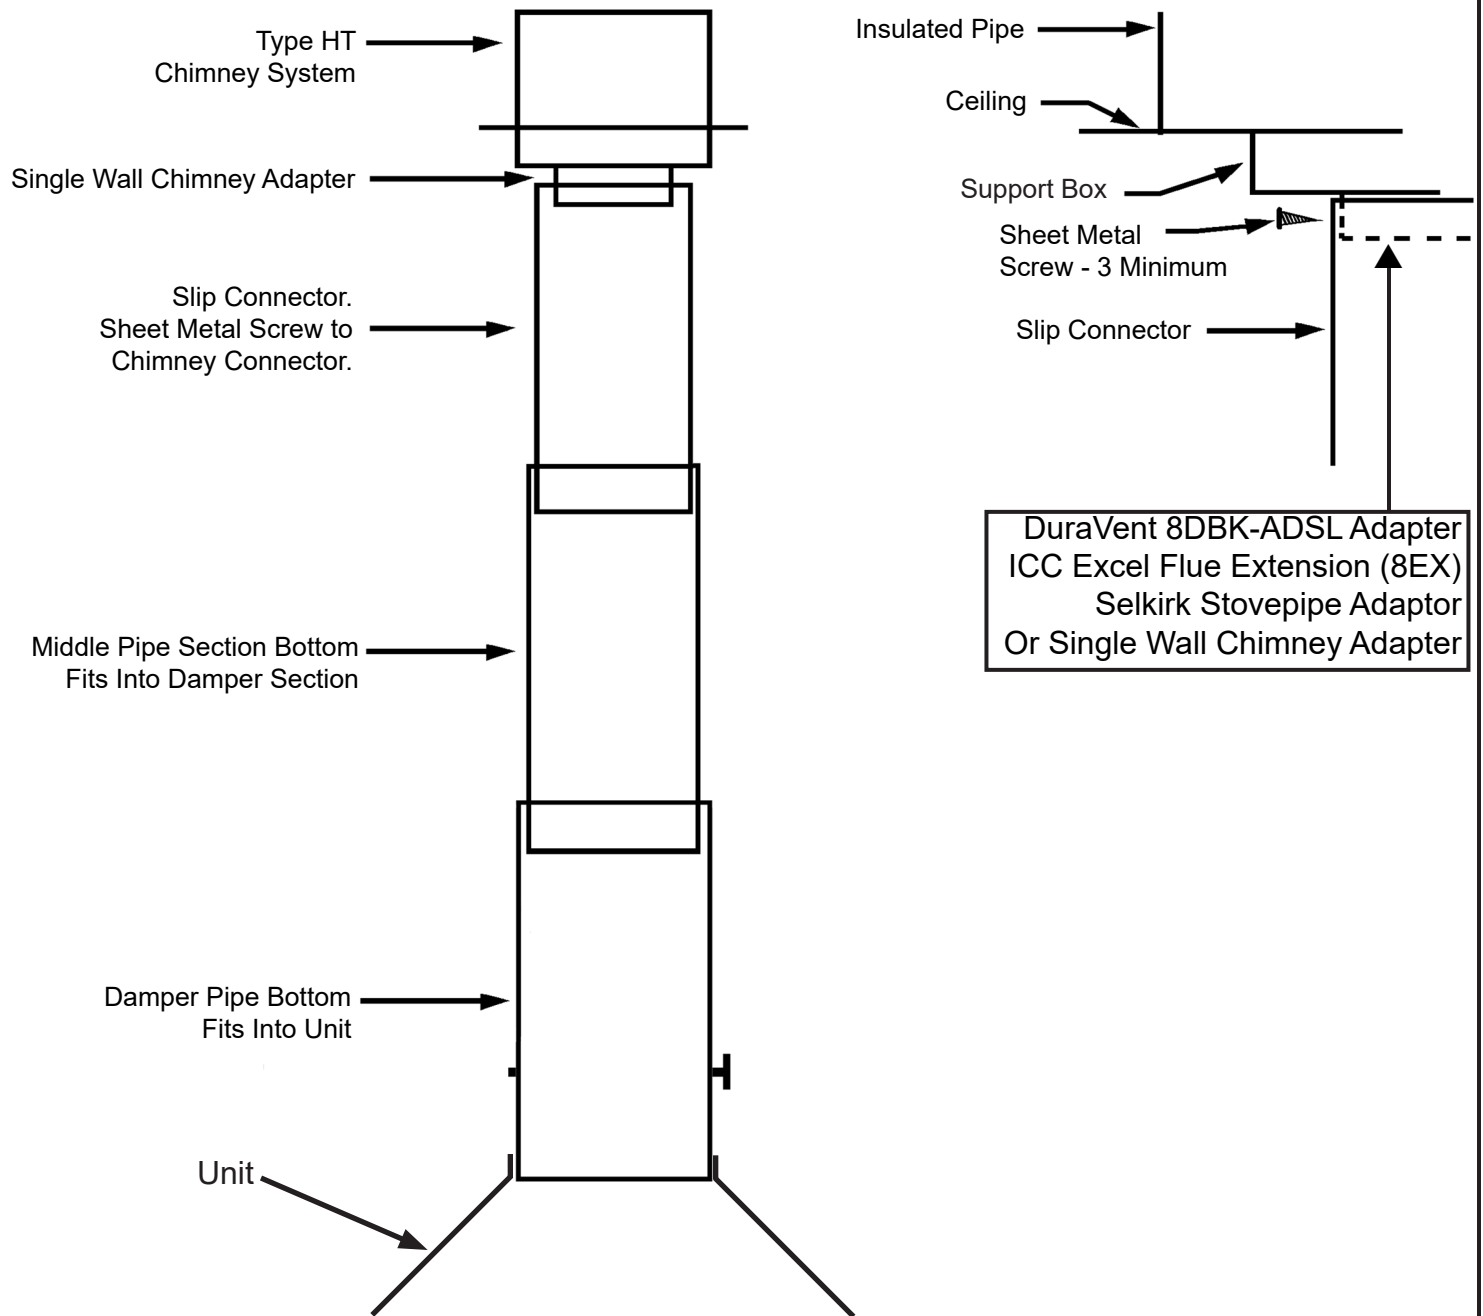 Type HT
Chimney System
Single Wall Chimney Adapter
Slip Connector.
Sheet Metal Screw to
Chimney Connector.
Middle Pipe Section Bottom
Fits Into Damper Section
Damper Pipe Bottom
Fits Into Unit
Unit
Insulated Pipe
Ceiling
Support Box
Sheet Metal
Screw - 3 Minimum
Slip Connector
DuraVent 8DBK-ADSL Adapter
ICC Excel Flue Extension (8EX)
Selkirk Stovepipe Adaptor
Or Single Wall Chimney Adapter